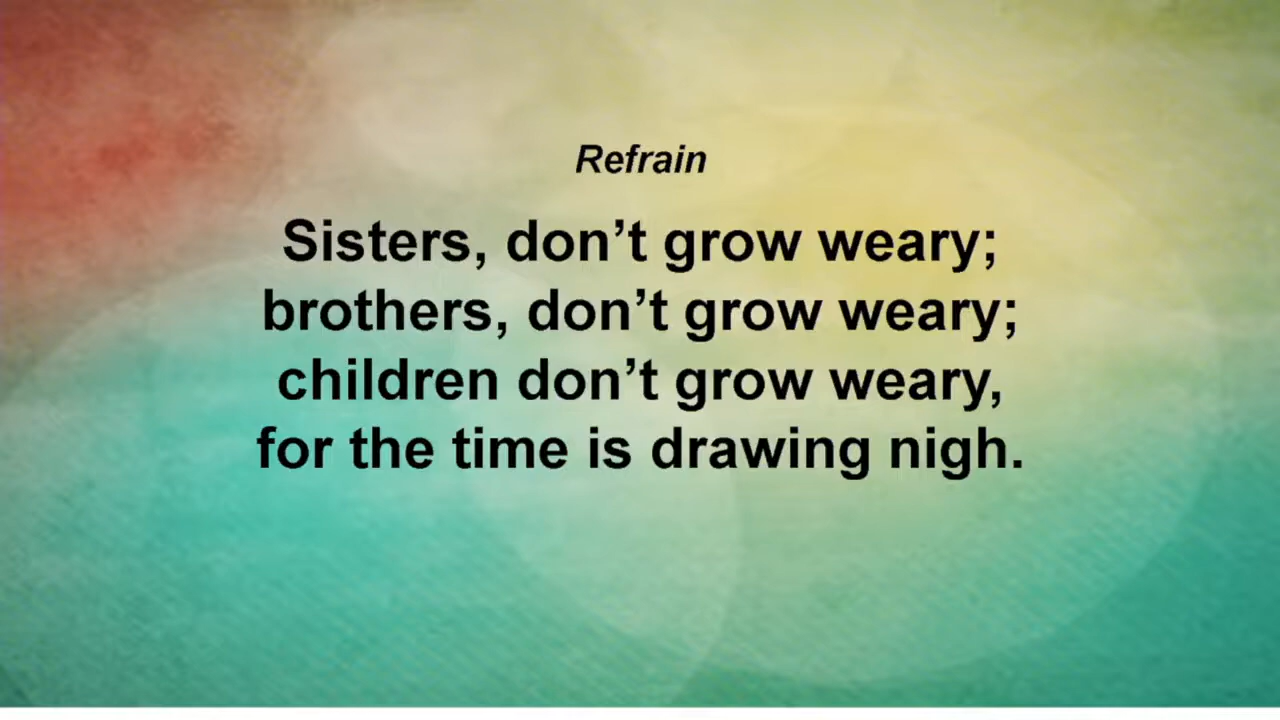 Refrain
Sisters, don’t grow weary;
brothers, don’t grow weary;
children don’t grow weary,
for the time is drawing nigh.